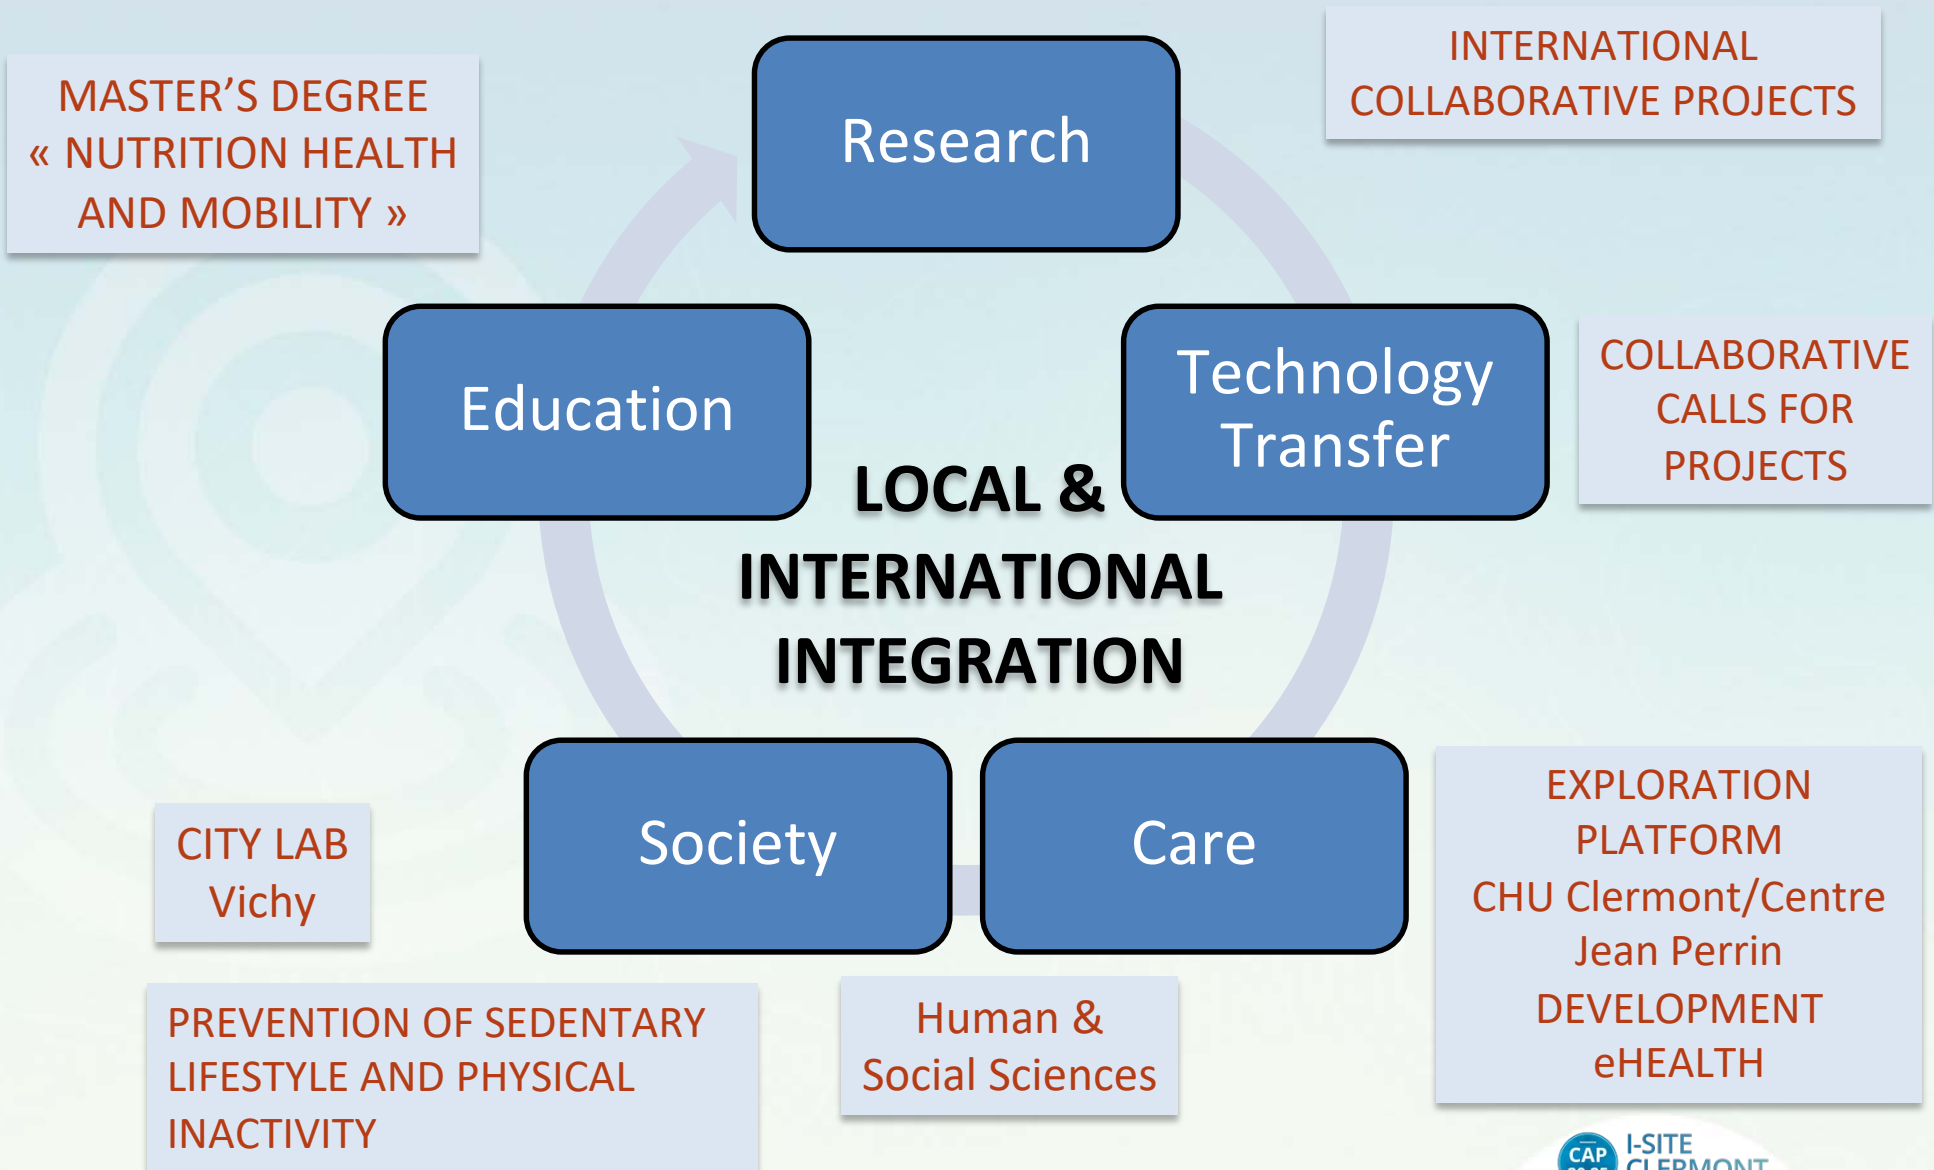 MASTER’S DEGREE
« NUTRITION HEALTH
AND MOBILITY »
Research
INTERNATIONAL
COLLABORATIVE PROJECTS
Education
Technology
Transfer
COLLABORATIVE
CALLS FOR
PROJECTS
LOCAL &
INTERNATIONAL
INTEGRATION
Society
Care
CITY LAB
Vichy
EXPLORATION
PLATFORM
CHU Clermont/Centre
Jean Perrin
DEVELOPMENT
eHEALTH
PREVENTION OF SEDENTARY
LIFESTYLE AND PHYSICAL
INACTIVITY
Human &
Social Sciences
CAP
I-SITE
CLERMONT